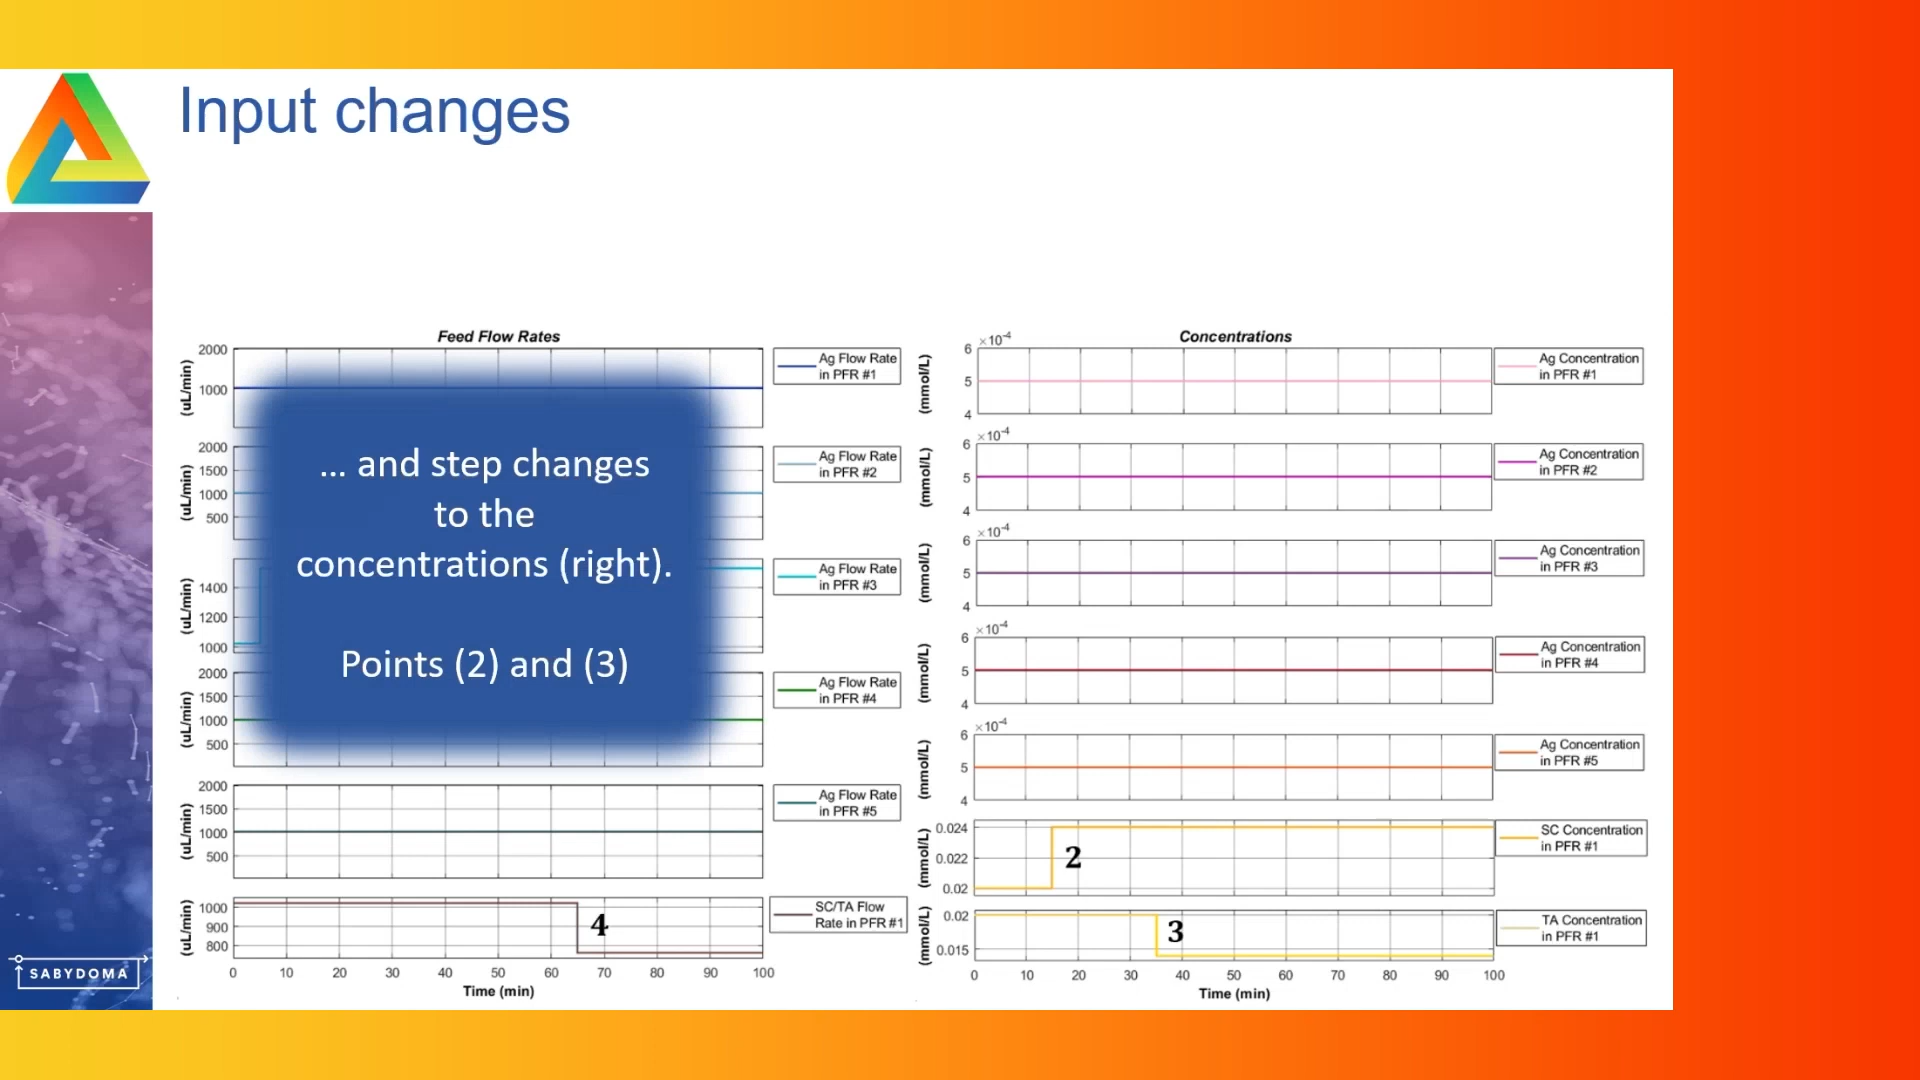 Input changes
Feed Flow Rates
2000
1000
(uL/min)
Ag Flow Rate
in PFR #1
2000
1500
1000
500
(uL/min)
Ag Flow Rate
in PFR #2
1400
1200
1000
(uL/min)
Ag Flow Rate
in PFR #3
2000
1500
1000
500
(uL/min)
Ag Flow Rate
in PFR #4
2000
1500
1000
500
(uL/min)
Ag Flow Rate
in PFR #5
1000
900
800
(uL/min)
4
SC/TA Flow
Rate in PFR #1
0 10 20 30 40 50 60 70 80 90 100
Time (min)
... and step changes
to the
concentrations (right).
Points (2) and (3)
Concentrations
×10⁻⁴
6
5
4
(mmol/L)
Ag Concentration
in PFR #1
×10⁻⁴
6
5
4
(mmol/L)
Ag Concentration
in PFR #2
×10⁻⁴
6
5
4
(mmol/L)
Ag Concentration
in PFR #3
×10⁻⁴
6
5
4
(mmol/L)
Ag Concentration
in PFR #4
×10⁻⁴
6
5
4
(mmol/L)
Ag Concentration
in PFR #5
0.024
0.022
0.02
(mmol/L)
2
SC Concentration
in PFR #1
0.02
0.015
(mmol/L)
3
TA Concentration
in PFR #1
0 10 20 30 40 50 60 70 80 90 100
Time (min)
SABYDOMA